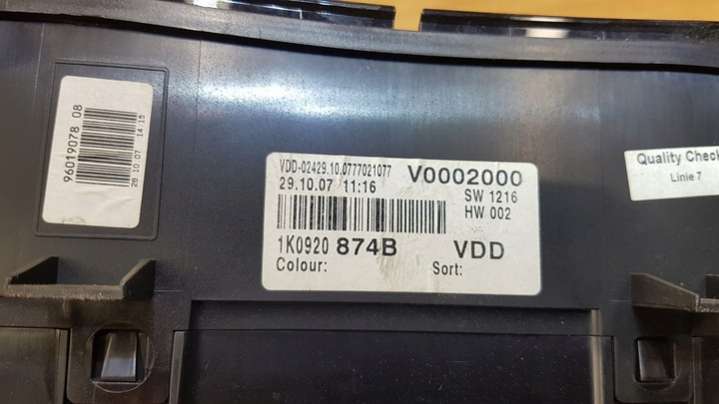 96019078 08
29.10.07 14:15
VDD-02429.10.0777021077
29.10.07 11:16
V0002000
SW 1216
HW 002
1K0920 874B VDD
Colour: Sort:
Quality Check
Linie 7